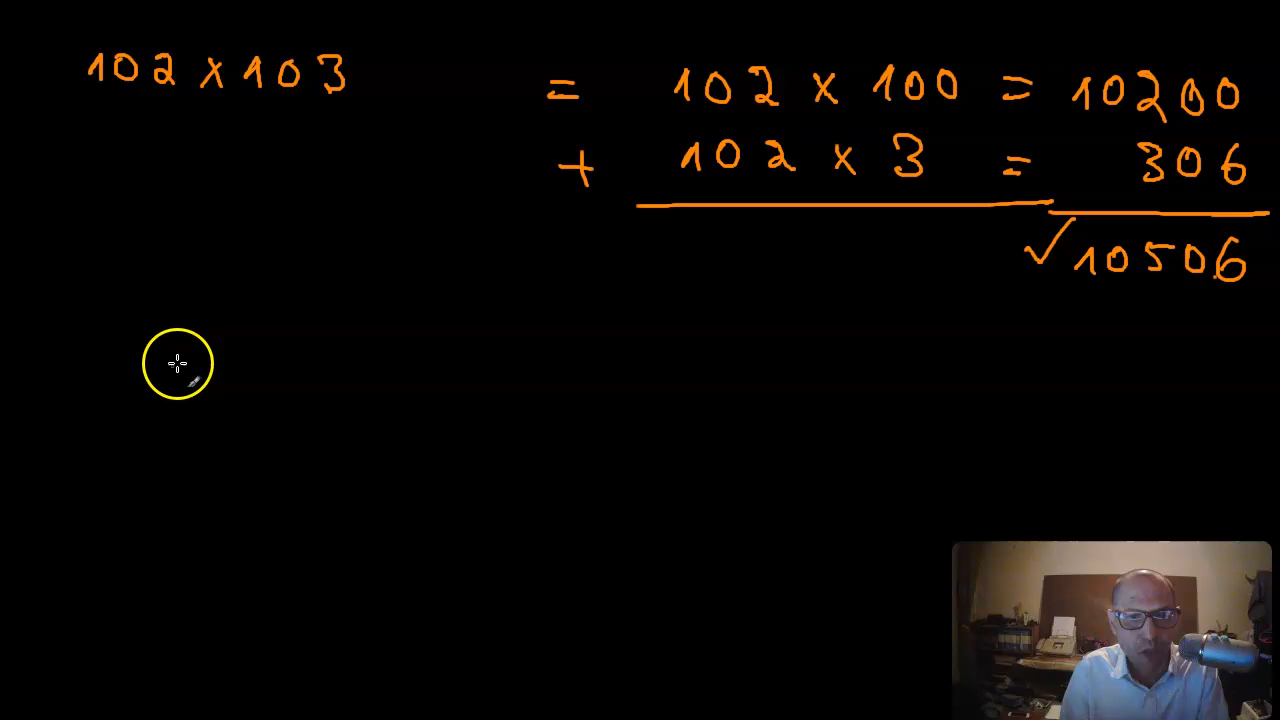 102 x 103 = 102 x 100 = 10200
+ 102 x 3 = 306
√10506